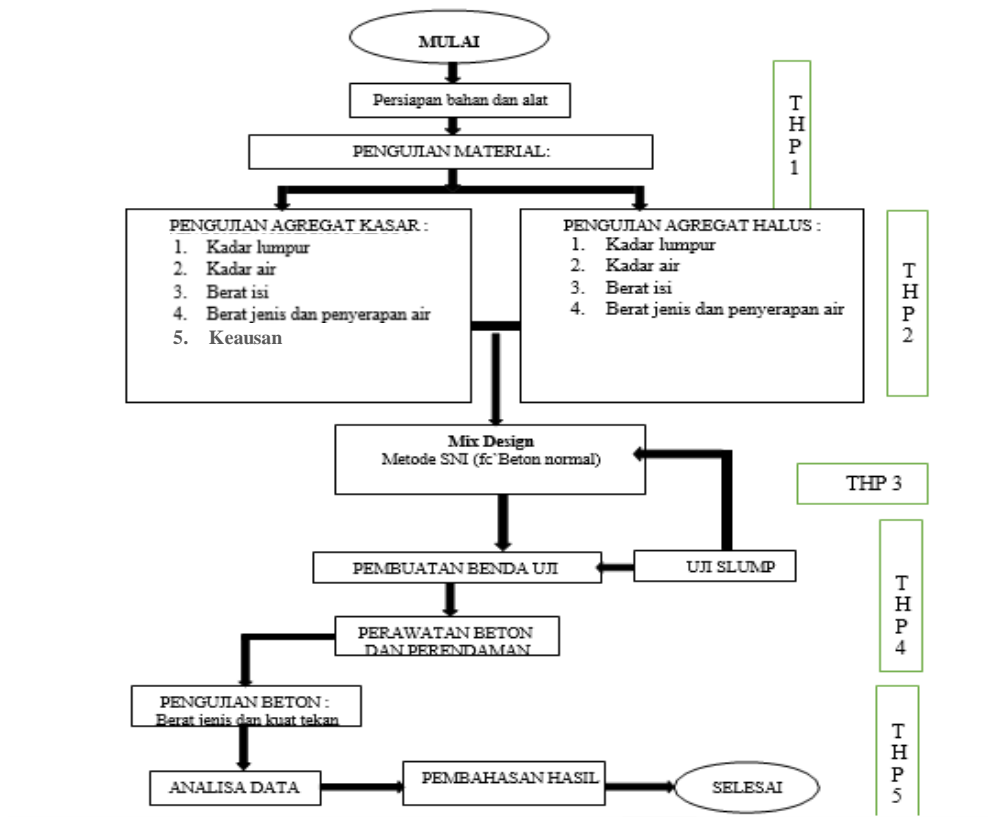 MULAI
Persiapan bahan dan alat
PENGUJIAN MATERIAL:
T
H
P
1
PENGUJIAN AGREGAT KASAR :
1. Kadar lumpur
2. Kadar air
3. Berat isi
4. Berat jenis dan penyerapan air
5. Keausan
PENGUJIAN AGREGAT HALUS :
1. Kadar lumpur
2. Kadar air
3. Berat isi
4. Berat jenis dan penyerapan air
T
H
P
2
Mix Design
Metode SNI (fc`Beton normal)
THP 3
PEMBUATAN BENDA UJI
UJI SLUMP
PERAWATAN BETON
DAN PERENDAMAN
T
H
P
4
PENGUJIAN BETON :
Berat jenis dan kuat tekan
ANALISA DATA
PEMBAHASAN HASIL
SELESAI
T
H
P
5